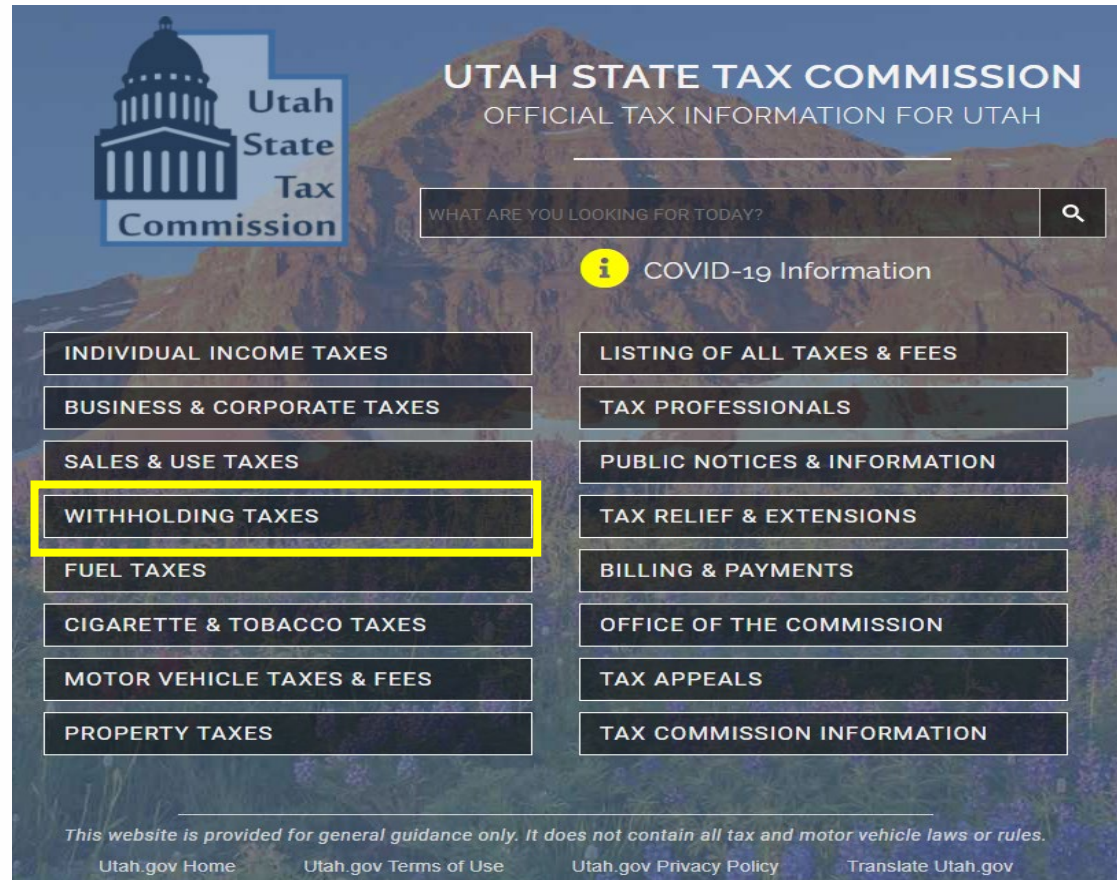 Utah
State
Tax
Commission
UTAH STATE TAX COMMISSION
OFFICIAL TAX INFORMATION FOR UTAH
WHAT ARE YOU LOOKING FOR TODAY?
i COVID-19 Information
INDIVIDUAL INCOME TAXES
BUSINESS & CORPORATE TAXES
SALES & USE TAXES
WITHHOLDING TAXES
FUEL TAXES
CIGARETTE & TOBACCO TAXES
MOTOR VEHICLE TAXES & FEES
PROPERTY TAXES
LISTING OF ALL TAXES & FEES
TAX PROFESSIONALS
PUBLIC NOTICES & INFORMATION
TAX RELIEF & EXTENSIONS
BILLING & PAYMENTS
OFFICE OF THE COMMISSION
TAX APPEALS
TAX COMMISSION INFORMATION
This website is provided for general guidance only. It does not contain all tax and motor vehicle laws or rules.
Utah.gov Home Utah.gov Terms of Use Utah.gov Privacy Policy Translate Utah.gov